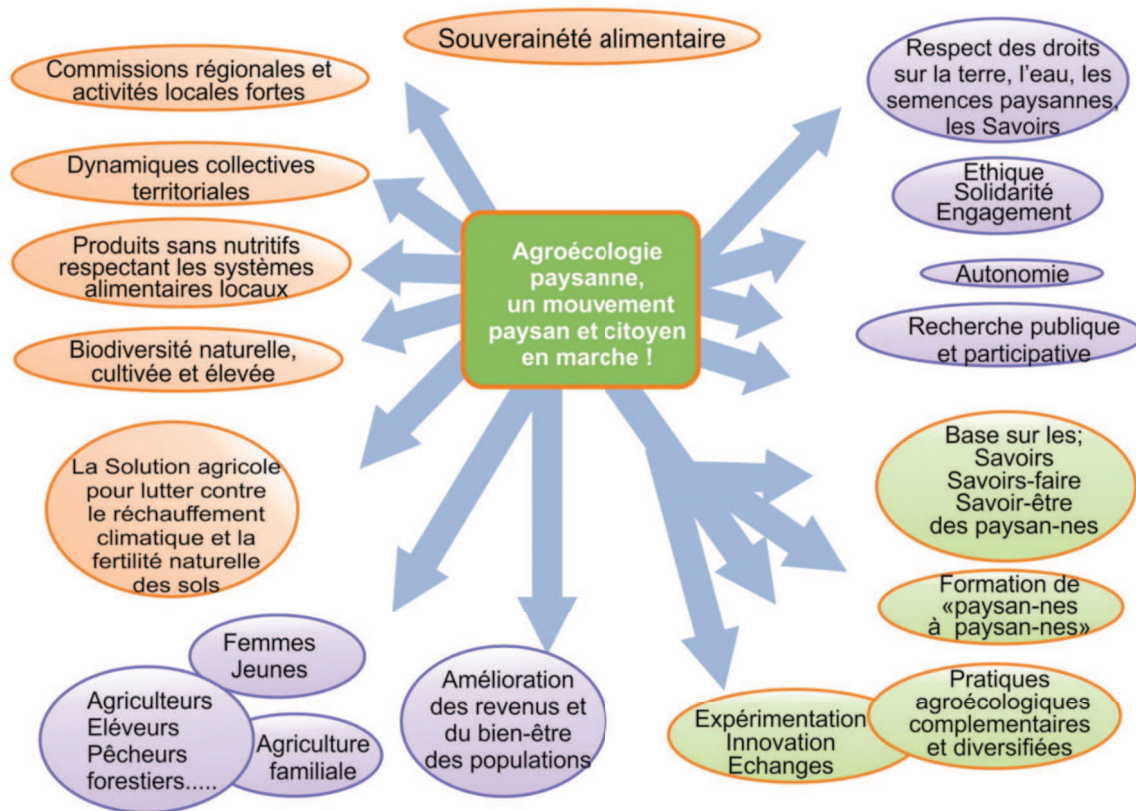 Souverainété alimentaire
Commissions régionales et
activités locales fortes
Dynamiques collectives
territoriales
Produits sans nutritifs
respectant les systèmes
alimentaires locaux
Biodiversité naturelle,
cultivée et élevée
La Solution agricole
pour lutter contre
le réchauffement
climatique et la
fertilité naturelle
des sols
Agroécologie
paysanne,
un mouvement
paysan et citoyen
en marche !
Respect des droits
sur la terre, l'eau, les
semences paysannes,
les Savoirs
Ethique
Solidarité
Engagement
Autonomie
Recherche publique
et participative
Base sur les;
Savoirs
Savoirs-faire
Savoir-être
des paysan-nes
Formation de
«paysan-nes
à paysan-nes»
Pratiques
agroécologiques
complementaires
et diversifiées
Expérimentation
Innovation
Echanges
Amélioration
des revenus et
du bien-être
des populations
Femmes
Jeunes
Agriculteurs
Eléveurs
Pêcheurs
forestiers.....
Agriculture
familiale